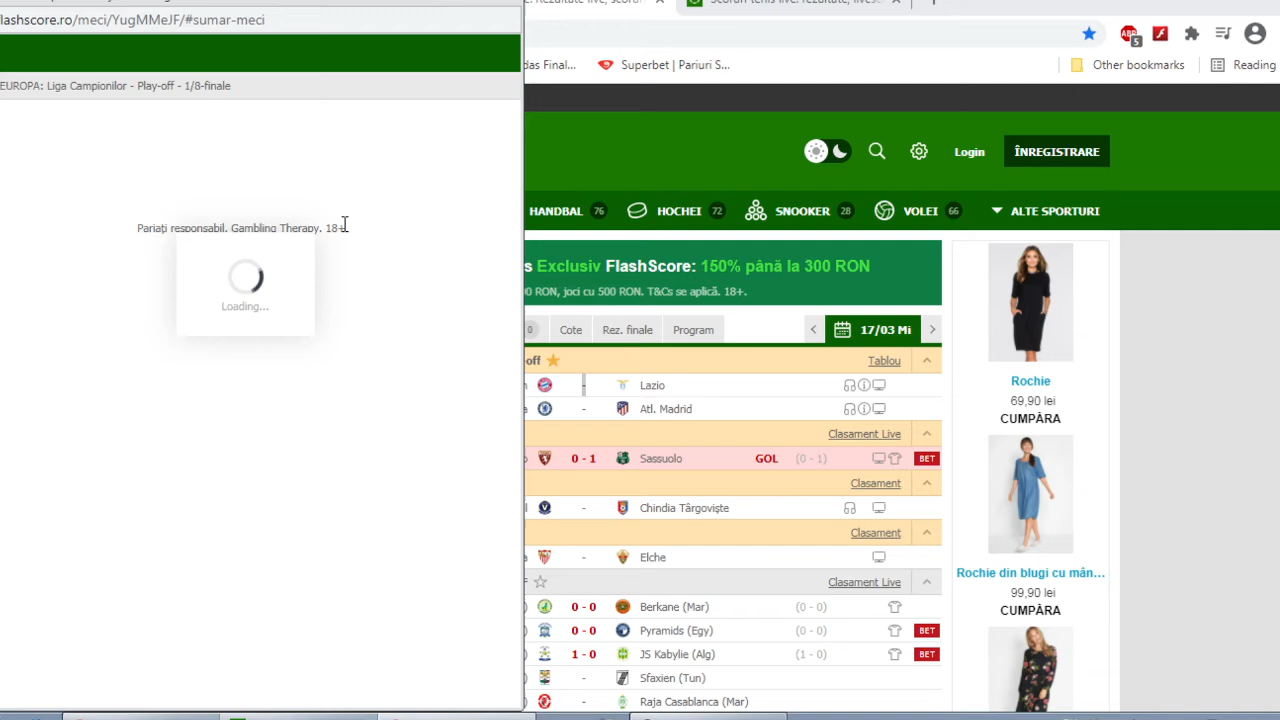 lashscore.ro/meci/YugMMeJF/#sumar-meci
EUROPA: Liga Campionilor - Play-off - 1/8-finale
Pariați responsabil. Gambling Therapy. 18+
Loading...
5
das Final...
Superbet | Pariuri S...
Other bookmarks
Reading
Login
ÎNREGISTRARE
HANDBAL 76
HOCHEI 72
SNOOKER 28
VOLEI 66
ALTE SPORTURI
s Exclusiv FlashScore: 150% până la 300 RON
0 RON, joci cu 500 RON. T&Cs se aplică. 18+.
0
Cote
Rez. finale
Program
17/03 Mi
-off
Tablou
- Lazio
- Atl. Madrid
Clasament Live
0 - 1 Sassuolo GOL (0 - 1) BET
Clasament
- Chindia Târgoviște
Clasament
- Elche
Clasament Live
0 - 0 Berkane (Mar) (0 - 0)
0 - 0 Pyramids (Egy) (0 - 0) BET
1 - 0 JS Kabylie (Alg) (1 - 0) BET
- Sfaxien (Tun)
Raja Casablanca (Mar)
Rochie
69,90 lei
CUMPĂRA
Rochie din blugi cu mân...
99,90 lei
CUMPĂRA